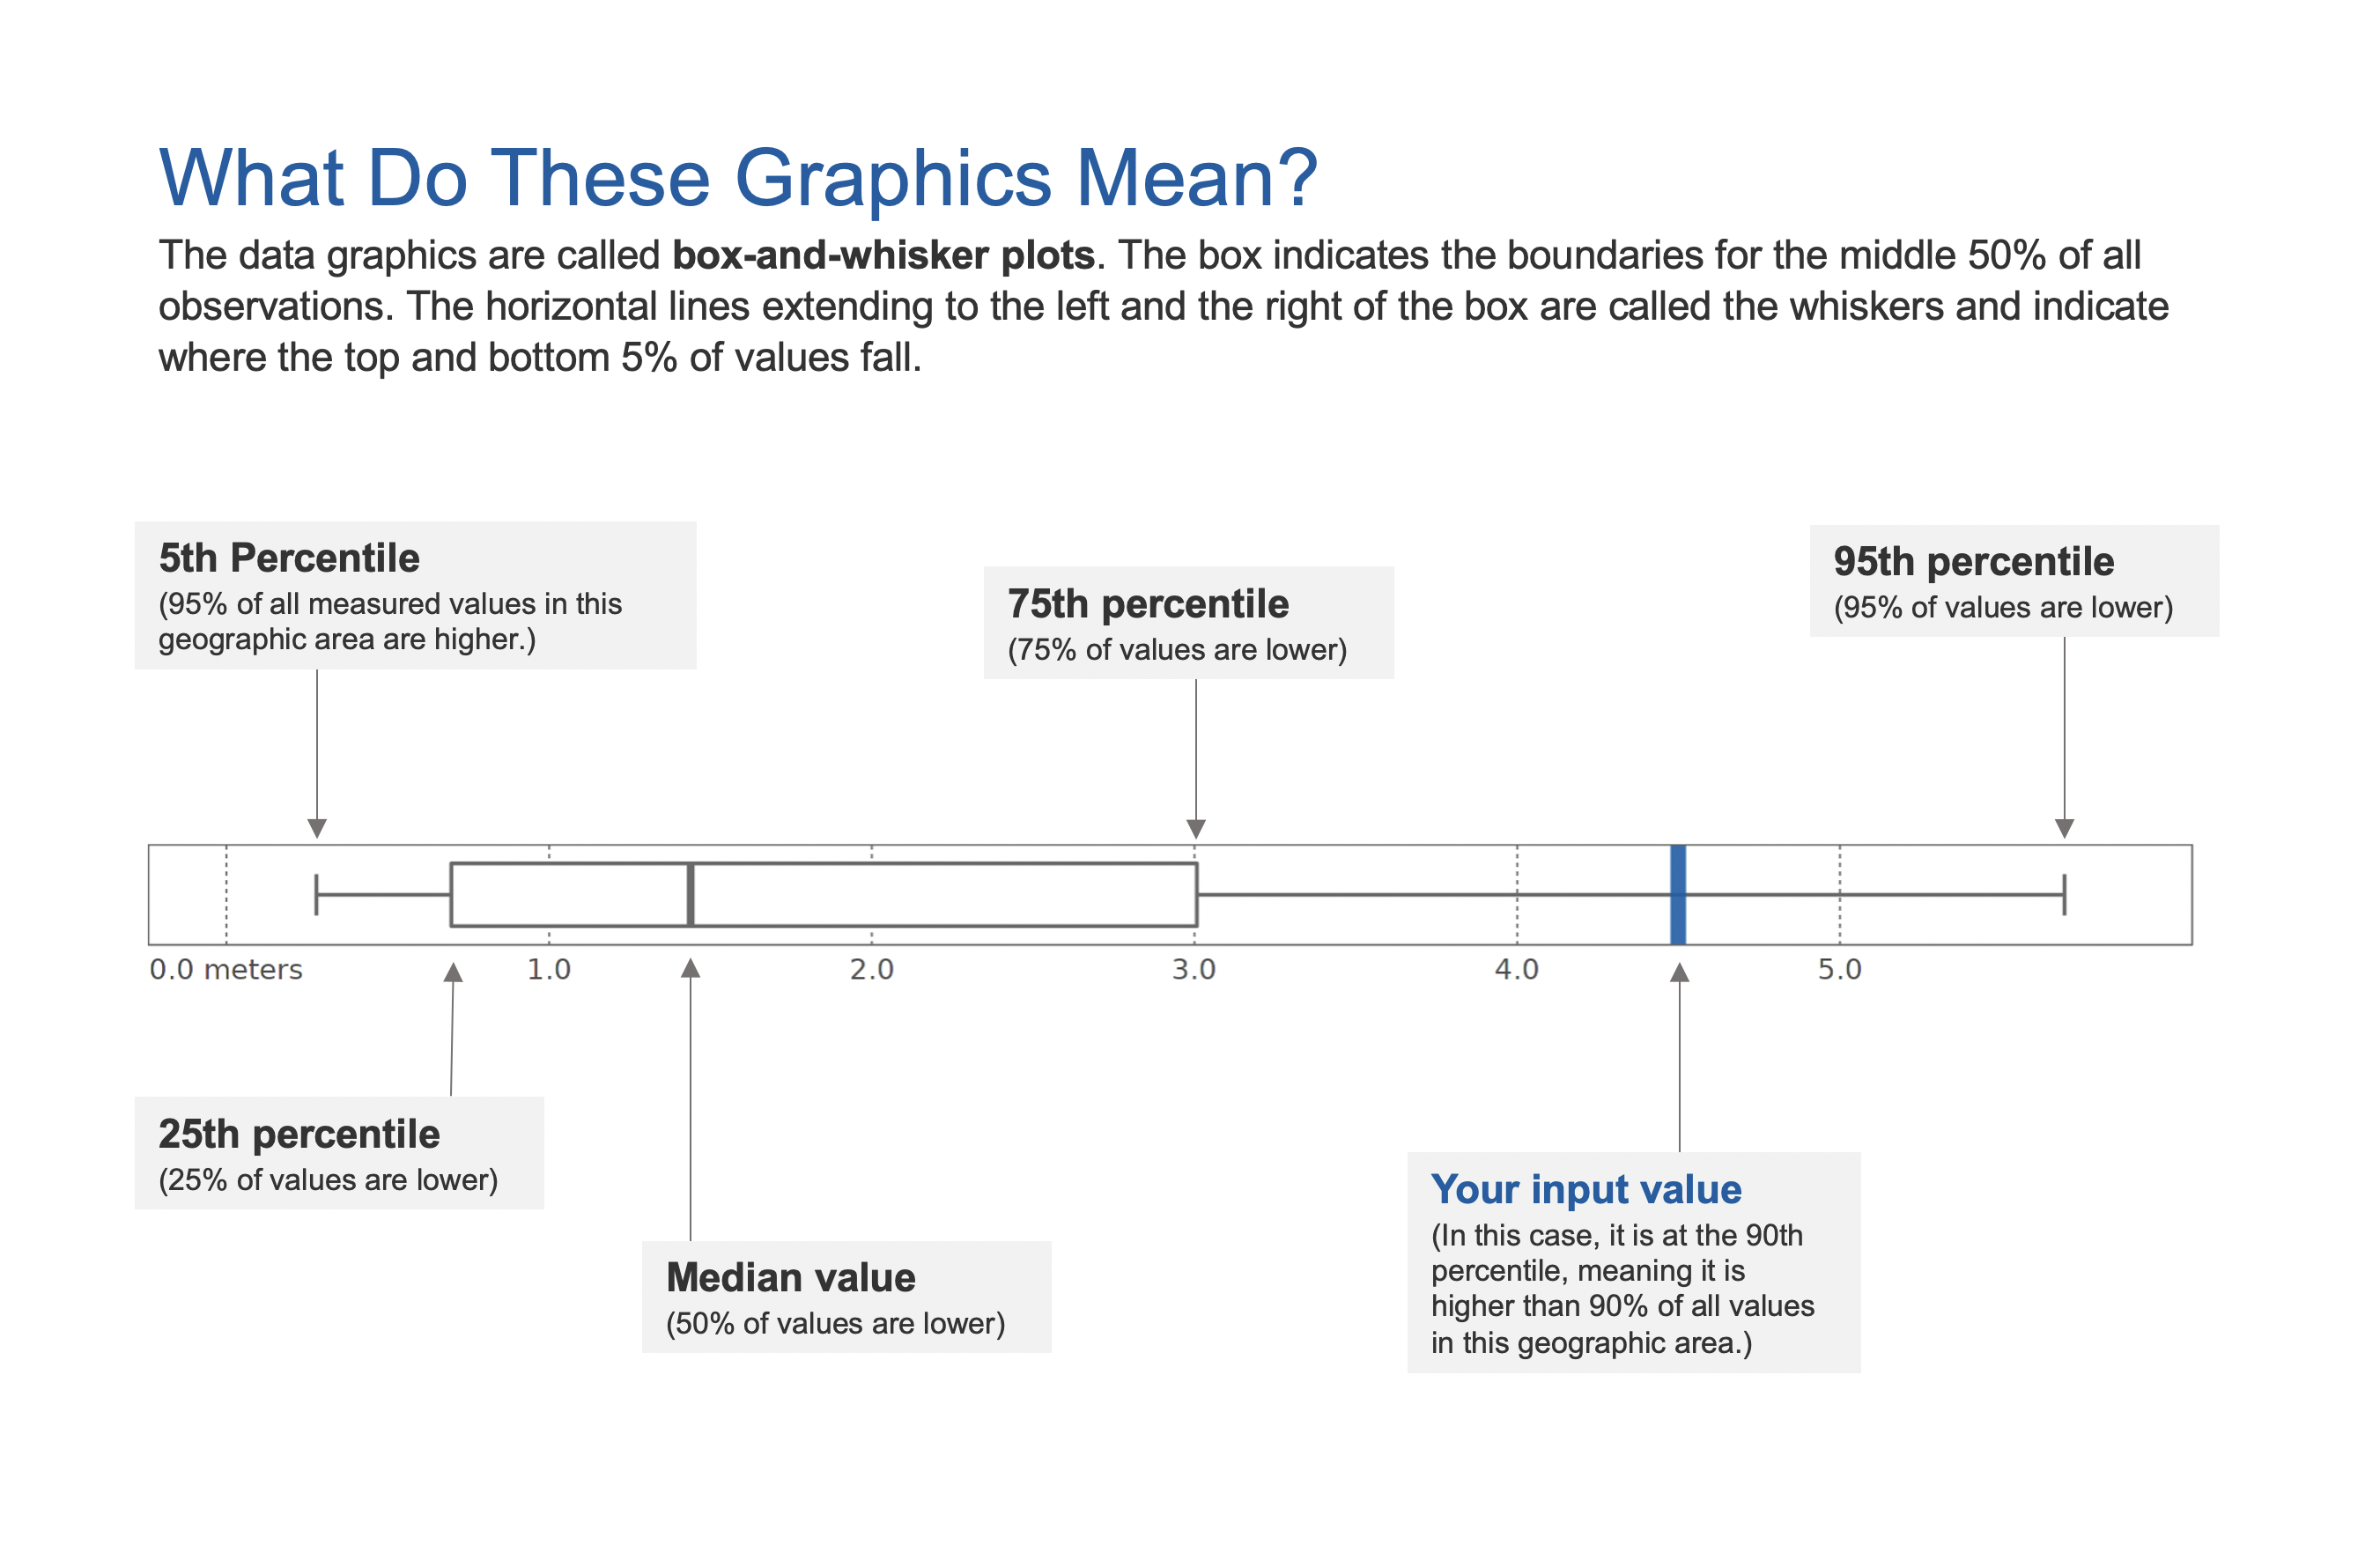 What Do These Graphics Mean?
The data graphics are called box-and-whisker plots. The box indicates the boundaries for the middle 50% of all
observations. The horizontal lines extending to the left and the right of the box are called the whiskers and indicate
where the top and bottom 5% of values fall.
5th Percentile
(95% of all measured values in this
geographic area are higher.)
75th percentile
(75% of values are lower)
95th percentile
(95% of values are lower)
0.0 meters
1.0
2.0
3.0
4.0
5.0
25th percentile
(25% of values are lower)
Median value
(50% of values are lower)
Your input value
(In this case, it is at the 90th
percentile, meaning it is
higher than 90% of all values
in this geographic area.)